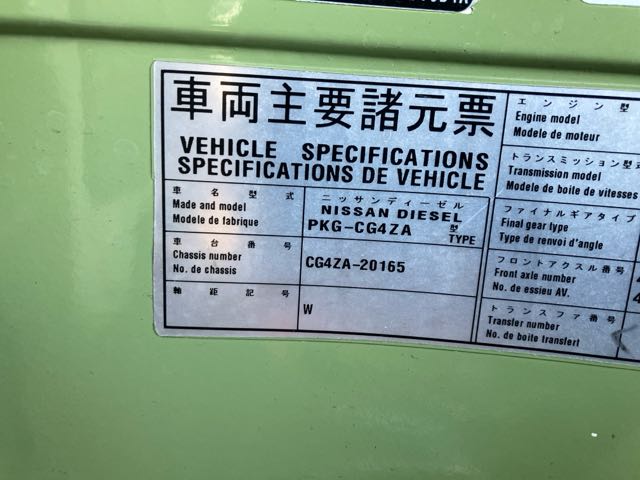 車両主要諸元票
VEHICLE SPECIFICATIONS
SPECIFICATIONS DE VEHICLE
車名型式
Made and model
Modele de fabrique
ニッサンディーゼル
NISSAN DIESEL
PKG-CG4ZA 型
TYPE
車台番号
Chassis number
No. de chassis
CG4ZA-20165
軸距記号
W
エンジン型
Engine model
Modele de moteur
トランスミッション型式
Transmission model
Modele de boite de vitesses
ファイナルギアタイプ
Final gear type
Type de renvoi d'angle
フロントアクスル番号
Front axle number
No. de essieu AV.
トランスファ番号
Transfer number
No. de boite transfert